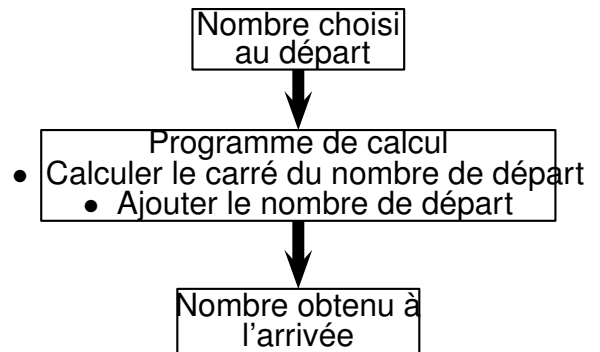 Nombre choisi
au départ
Programme de calcul
• Calculer le carré du nombre de départ
• Ajouter le nombre de départ
Nombre obtenu à
l'arrivée